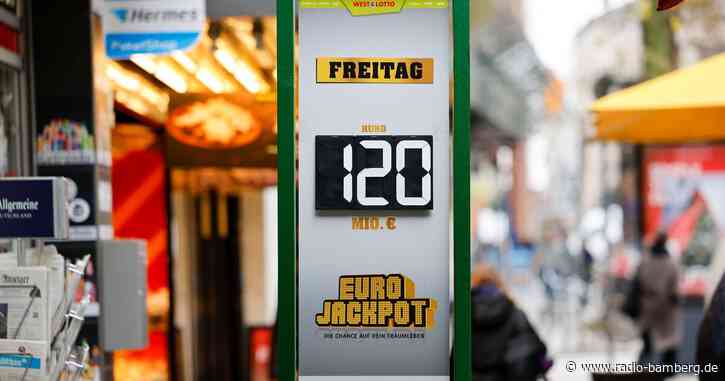 Hermes
PaketShop
WEST LOTTO
FREITAG
RUND
120
MIO. €
EURO
JACKPOT
DIE CHANCE AUF DEIN TRAUMLEBEN
Allgemeine
www.radio-bamberg.de